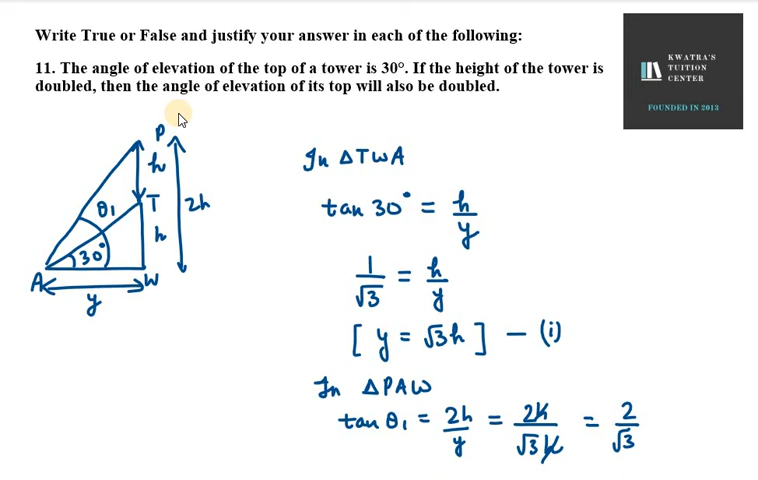 Write True or False and justify your answer in each of the following:
11. The angle of elevation of the top of a tower is 30°. If the height of the tower is
doubled, then the angle of elevation of its top will also be doubled.
KWATRA'S
TUITION
CENTER
FOUNDED IN 2013
P
h
θ₁ T 2h
h
30°
A W
y
In △TWA
tan 30° = h/y
1/√3 = h/y
[ y = √3h ] — (i)
In △PAW
tan θ₁ = 2h/y = 2h/√3h = 2/√3